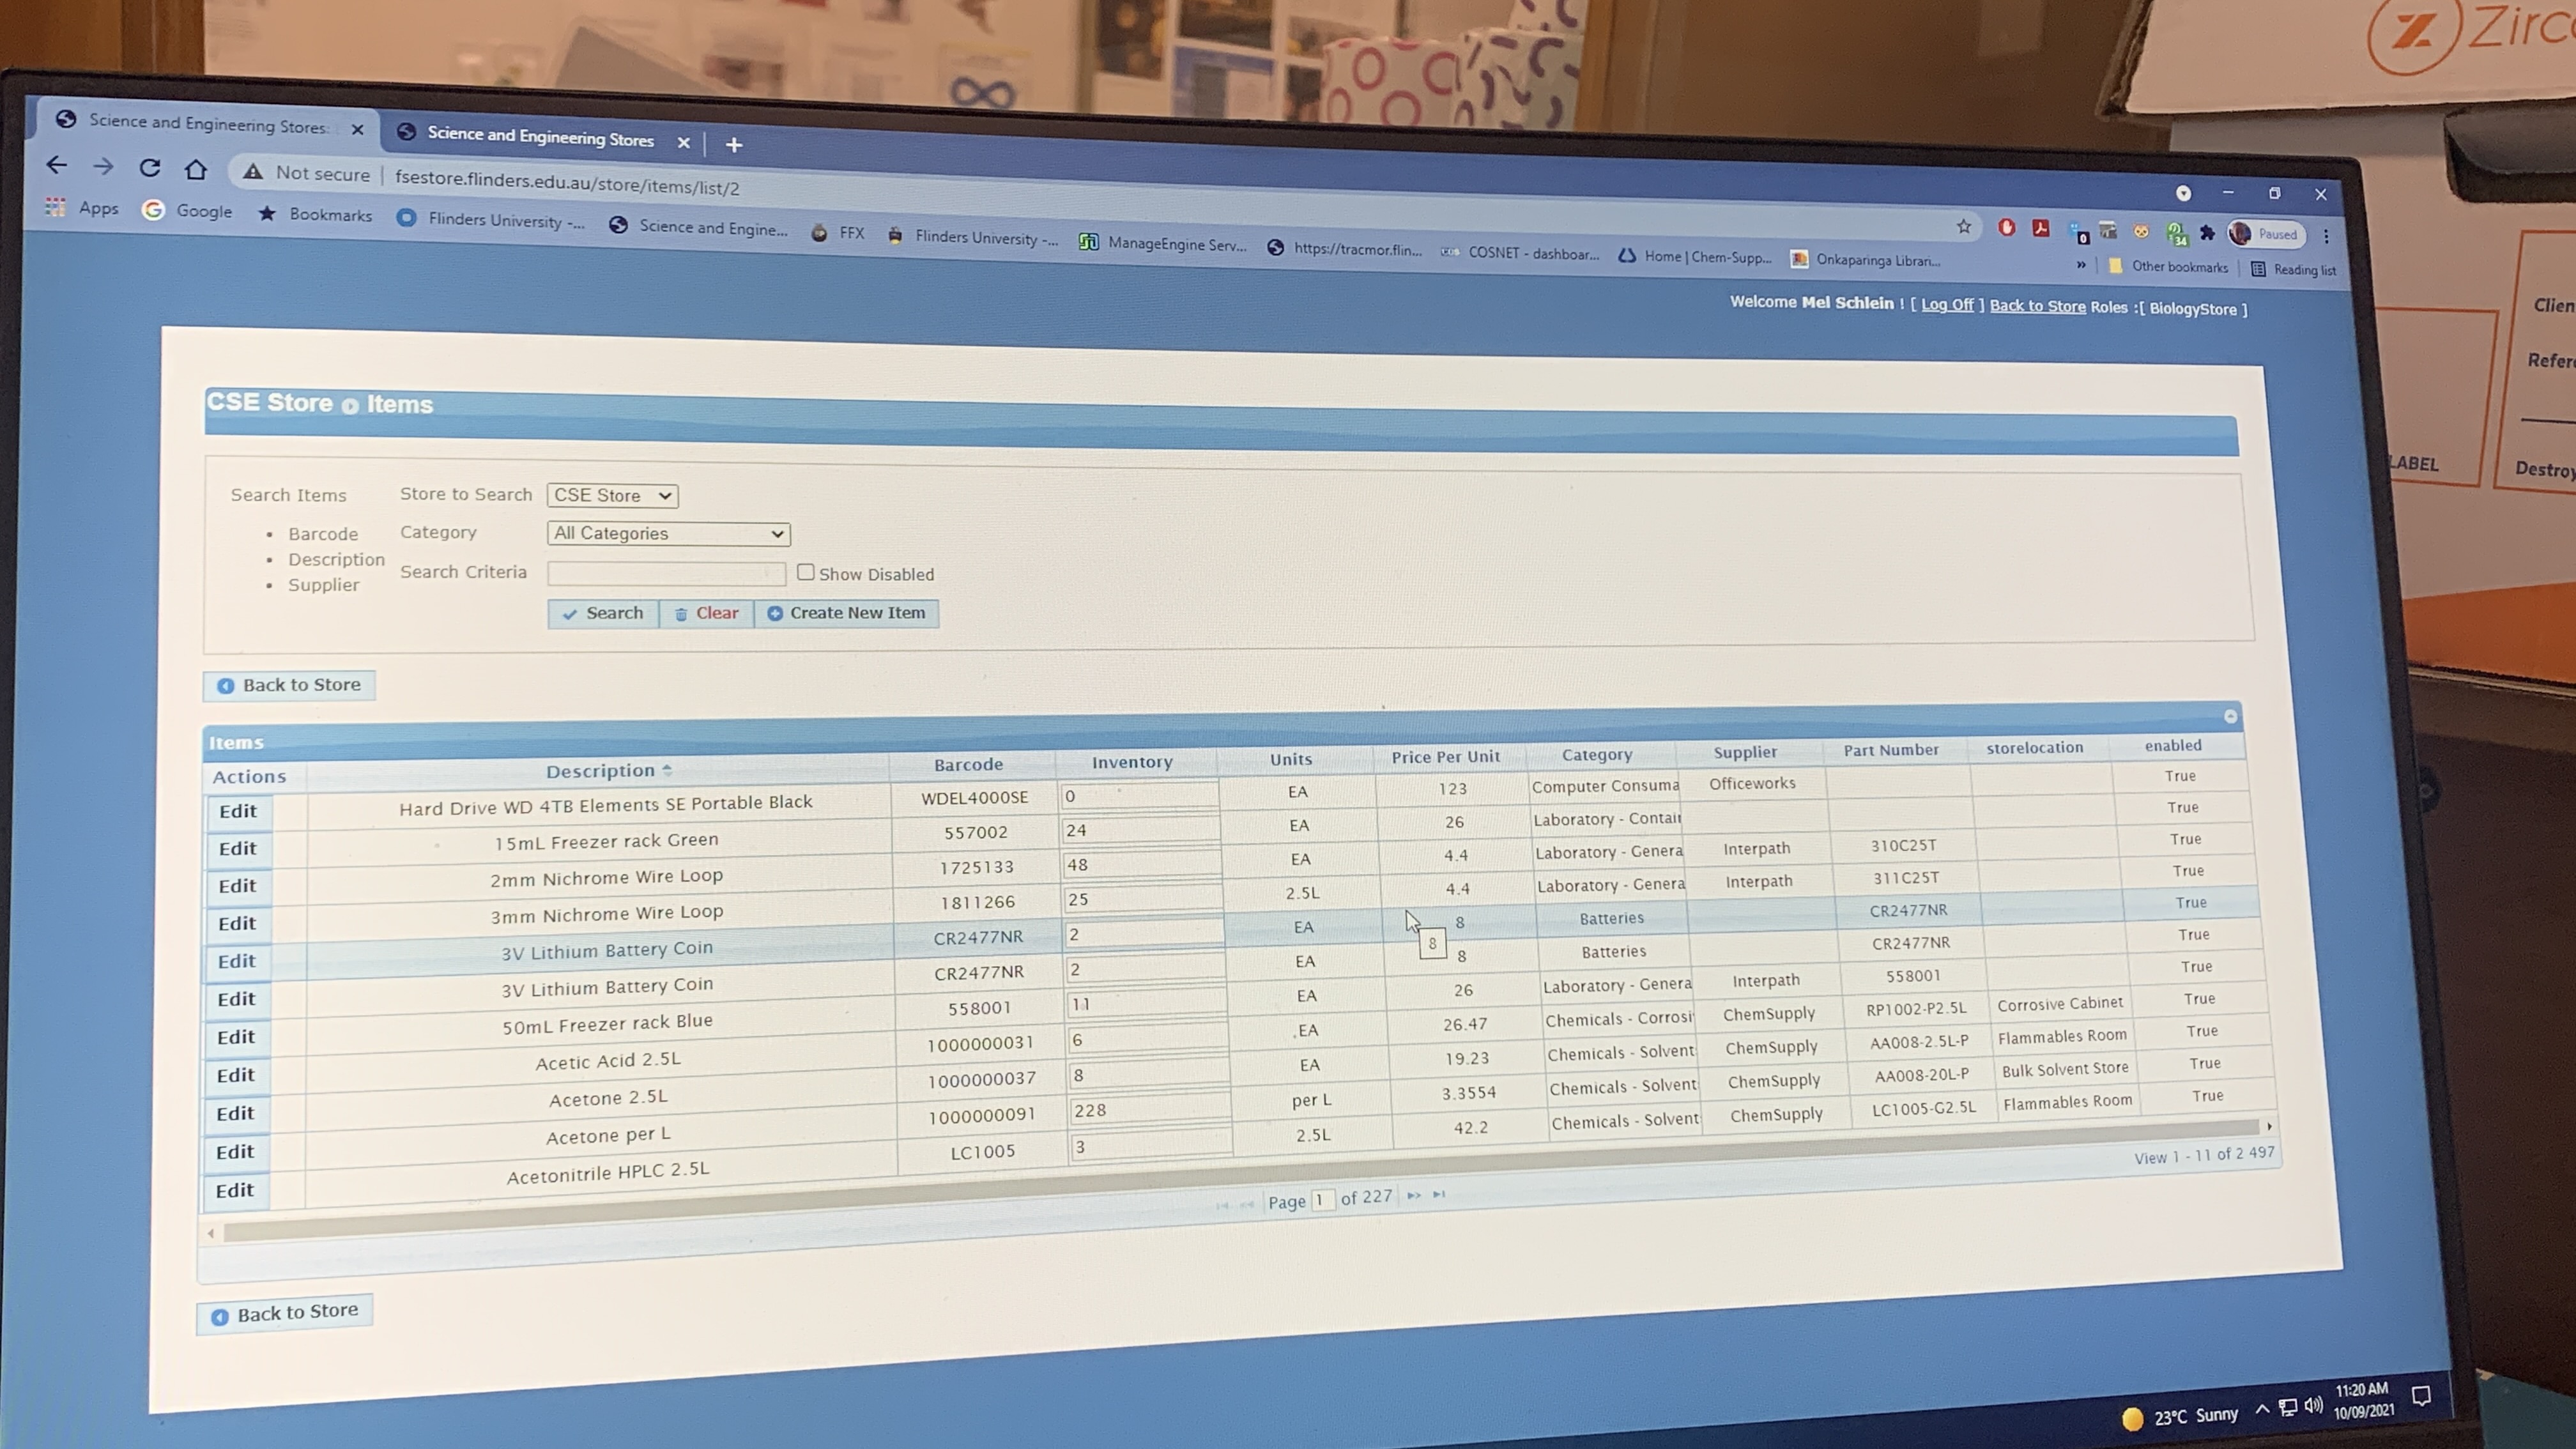 Zirc
Science and Engineering Stores: Science and Engineering Stores
Not secure fsestore.flinders.edu.au/store/items/list/2
Apps Google Bookmarks Flinders University -... Science and Engine... FFX Flinders University -... ManageEngine Serv... https://tracmor.flin... COSNET - dashboar... Home | Chem-Supp... Onkaparinga Librari... » Other bookmarks Reading list
0 34 Paused
Welcome Mel Schlein ! [ Log Off ] Back to Store Roles :[ BiologyStore ]
Clien
Refer
LABEL
Destroy
CSE Store Items
Search Items Store to Search CSE Store
• Barcode Category All Categories
• Description
• Supplier Search Criteria Show Disabled
Search Clear Create New Item
Back to Store
Items
Actions Description Barcode Inventory Units Price Per Unit Category Supplier Part Number storelocation enabled
Edit Hard Drive WD 4TB Elements SE Portable Black WDEL4000SE 0 EA 123 Computer Consuma Officeworks True
Edit 15mL Freezer rack Green 557002 24 EA 26 Laboratory - Contair True
Edit 2mm Nichrome Wire Loop 1725133 48 EA 4.4 Laboratory - Genera Interpath 310C25T True
Edit 3mm Nichrome Wire Loop 1811266 25 2.5L 4.4 Laboratory - Genera Interpath 311C25T True
Edit 3V Lithium Battery Coin CR2477NR 2 EA 8 Batteries CR2477NR True
8
Edit 3V Lithium Battery Coin CR2477NR 2 EA 8 Batteries CR2477NR True
Edit 50mL Freezer rack Blue 558001 11 EA 26 Laboratory - Genera Interpath 558001 True
Edit Acetic Acid 2.5L 1000000031 6 EA 26.47 Chemicals - Corrosi ChemSupply RP1002-P2.5L Corrosive Cabinet True
Edit Acetone 2.5L 1000000037 8 EA 19.23 Chemicals - Solvent ChemSupply AA008-2.5L-P Flammables Room True
Edit Acetone per L 1000000091 228 per L 3.3554 Chemicals - Solvent ChemSupply AA008-20L-P Bulk Solvent Store True
Edit Acetonitrile HPLC 2.5L LC1005 3 2.5L 42.2 Chemicals - Solvent ChemSupply LC1005-G2.5L Flammables Room True
Page 1 of 227 View 1 - 11 of 2 497
Back to Store
23°C Sunny 11:20 AM
10/09/2021